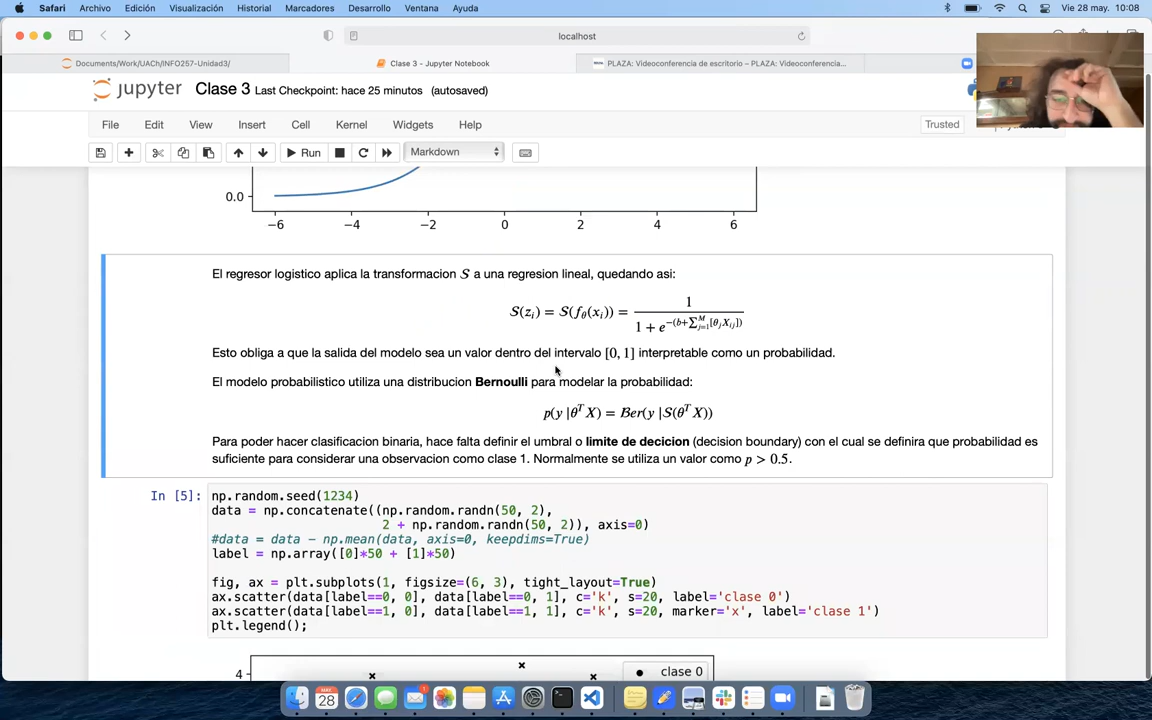 Safari Archivo Edición Visualización Historial Marcadores Desarrollo Ventana Ayuda Vie 28 may. 10:08
localhost
Documents/Work/UACh/INFO257-Unidad3/ Clase 3 - Jupyter Notebook PLAZA: Videoconferencia de escritorio – PLAZA: Videoconferencia...
jupyter Clase 3 Last Checkpoint: hace 25 minutos (autosaved)
File Edit View Insert Cell Kernel Widgets Help Trusted
Run Markdown
0.0
−6 −4 −2 0 2 4 6
El regresor logistico aplica la transformacion S a una regresion lineal, quedando asi:
S(z_i) = S(f_θ(x_i)) = 1 / (1 + e^{−(b+∑_{j=1}^{M}[θ_j X_{ij}])})
Esto obliga a que la salida del modelo sea un valor dentro del intervalo [0, 1] interpretable como un probabilidad.
El modelo probabilistico utiliza una distribucion Bernoulli para modelar la probabilidad:
p(y |θ^T X) = Ber(y |S(θ^T X))
Para poder hacer clasificacion binaria, hace falta definir el umbral o limite de decicion (decision boundary) con el cual se definira que probabilidad es
suficiente para considerar una observacion como clase 1. Normalmente se utiliza un valor como p > 0.5.
In [5]: np.random.seed(1234)
data = np.concatenate((np.random.randn(50, 2),
2 + np.random.randn(50, 2)), axis=0)
#data = data - np.mean(data, axis=0, keepdims=True)
label = np.array([0]*50 + [1]*50)
fig, ax = plt.subplots(1, figsize=(6, 3), tight_layout=True)
ax.scatter(data[label==0, 0], data[label==0, 1], c='k', s=20, label='clase 0')
ax.scatter(data[label==1, 0], data[label==1, 1], c='k', s=20, marker='x', label='clase 1')
plt.legend();
4 clase 0
MAY.
28